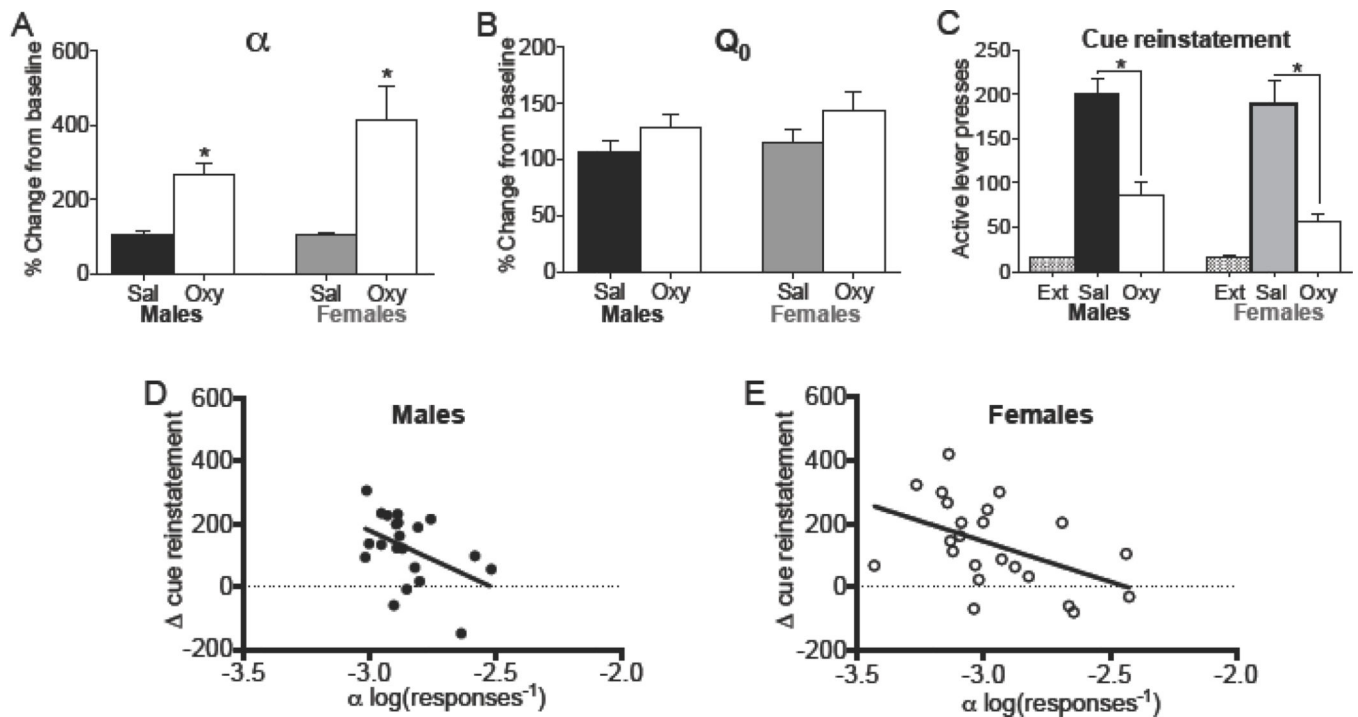 A
α
% Change from baseline
600
400
200
0
*
*
Sal Oxy Sal Oxy
Males Females
B
Q0
% Change from baseline
200
150
100
50
0
Sal Oxy Sal Oxy
Males Females
C
Cue reinstatement
Active lever presses
250
200
150
100
50
0
*
*
Ext Sal Oxy Ext Sal Oxy
Males Females
D
Males
Δ cue reinstatement
600
400
200
0
-200
-3.5 -3.0 -2.5 -2.0
α log(responses⁻¹)
E
Females
Δ cue reinstatement
600
400
200
0
-200
-3.5 -3.0 -2.5 -2.0
α log(responses⁻¹)